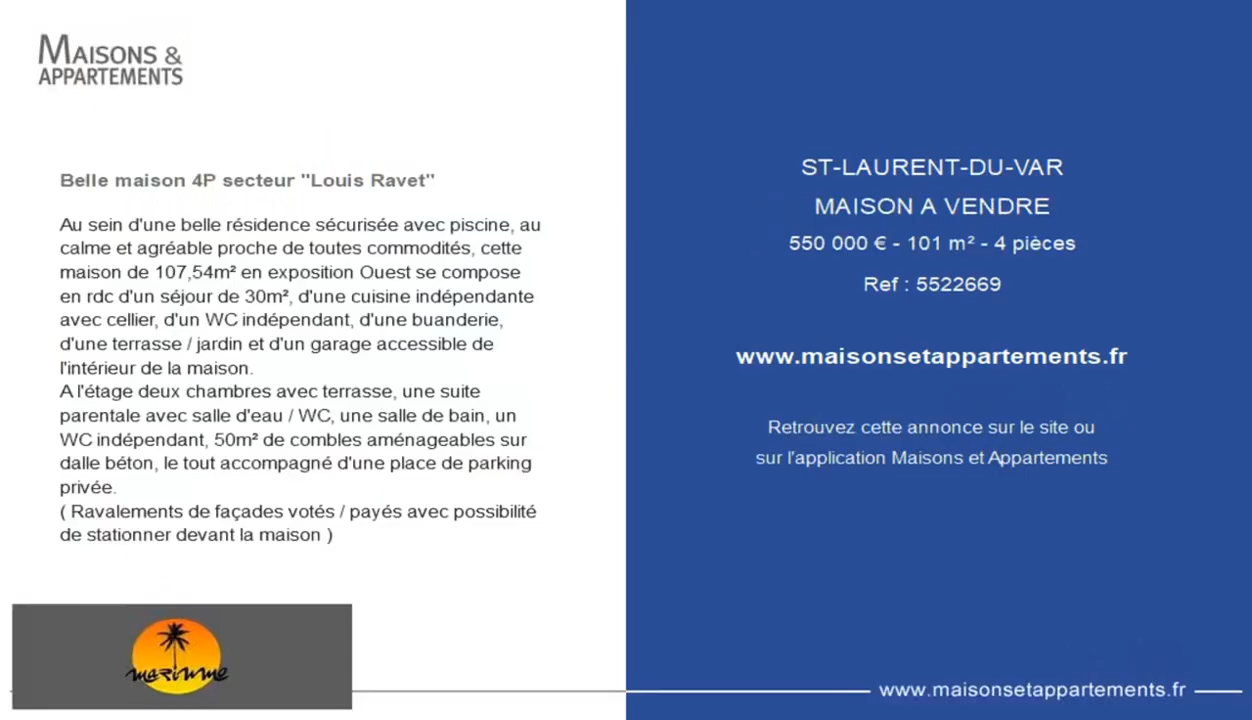 MAISONS &
APPARTEMENTS
Belle maison 4P secteur "Louis Ravet"
Au sein d'une belle résidence sécurisée avec piscine, au
calme et agréable proche de toutes commodités, cette
maison de 107,54m² en exposition Ouest se compose
en rdc d'un séjour de 30m², d'une cuisine indépendante
avec cellier, d'un WC indépendant, d'une buanderie,
d'une terrasse / jardin et d'un garage accessible de
l'intérieur de la maison.
A l'étage deux chambres avec terrasse, une suite
parentale avec salle d'eau / WC, une salle de bain, un
WC indépendant, 50m² de combles aménageables sur
dalle béton, le tout accompagné d'une place de parking
privée.
( Ravalements de façades votés / payés avec possibilité
de stationner devant la maison )
ST-LAURENT-DU-VAR
MAISON A VENDRE
550 000 € - 101 m² - 4 pièces
Ref : 5522669
www.maisonsetappartements.fr
Retrouvez cette annonce sur le site ou
sur l'application Maisons et Appartements
www.maisonsetappartements.fr